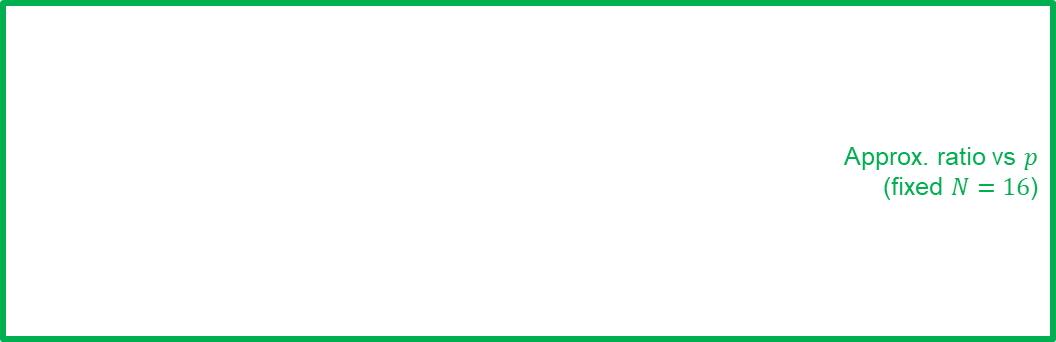 Approx. ratio vs p
(fixed N = 16)